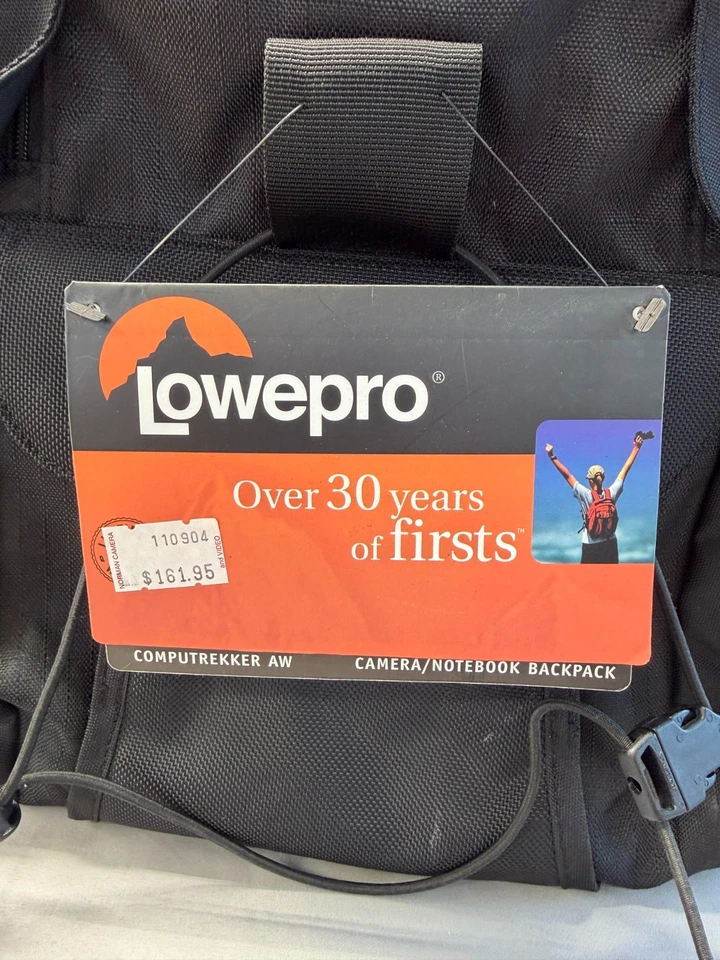 Lowepro®
Over 30 years
of firsts™
NORMAN CAMERA
110904
$161.95
and VIDEO
COMPUTREKKER AW
CAMERA/NOTEBOOK BACKPACK